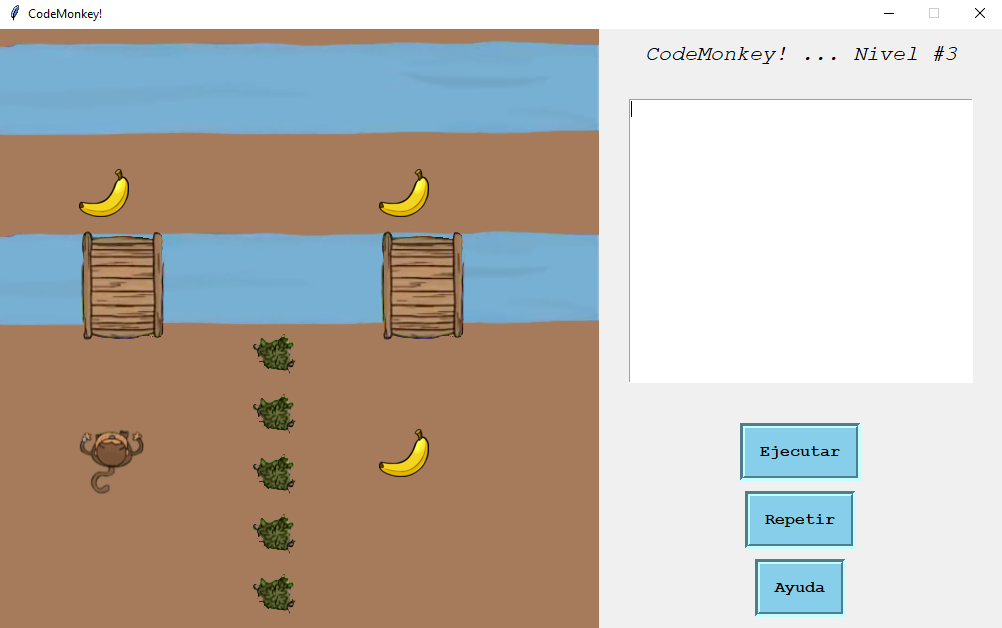 CodeMonkey!
CodeMonkey! ... Nivel #3
Ejecutar
Repetir
Ayuda